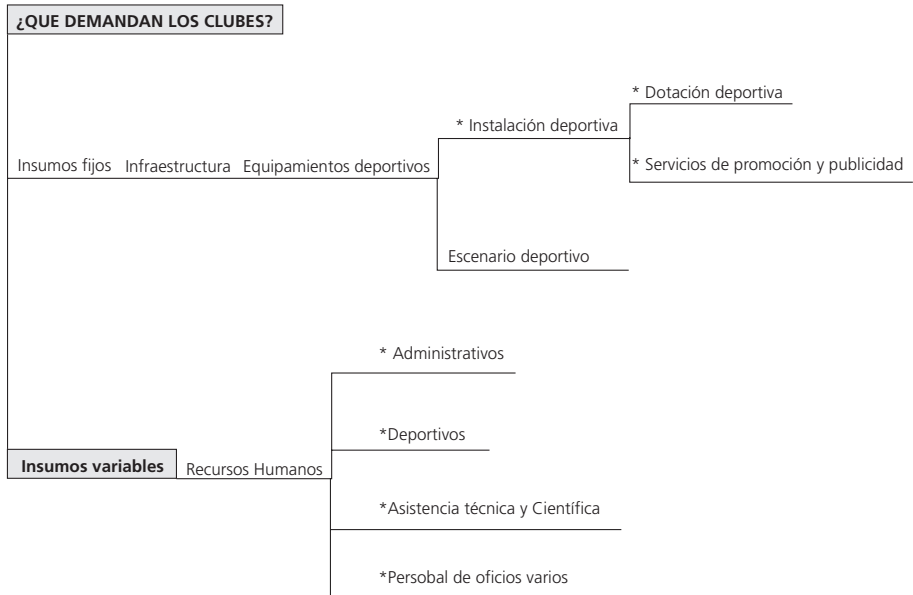 ¿QUE DEMANDAN LOS CLUBES?
* Dotación deportiva
* Instalación deportiva
Insumos fijos Infraestructura Equipamientos deportivos
* Servicios de promoción y publicidad
Escenario deportivo
* Administrativos
*Deportivos
Insumos variables Recursos Humanos
*Asistencia técnica y Científica
*Persobal de oficios varios